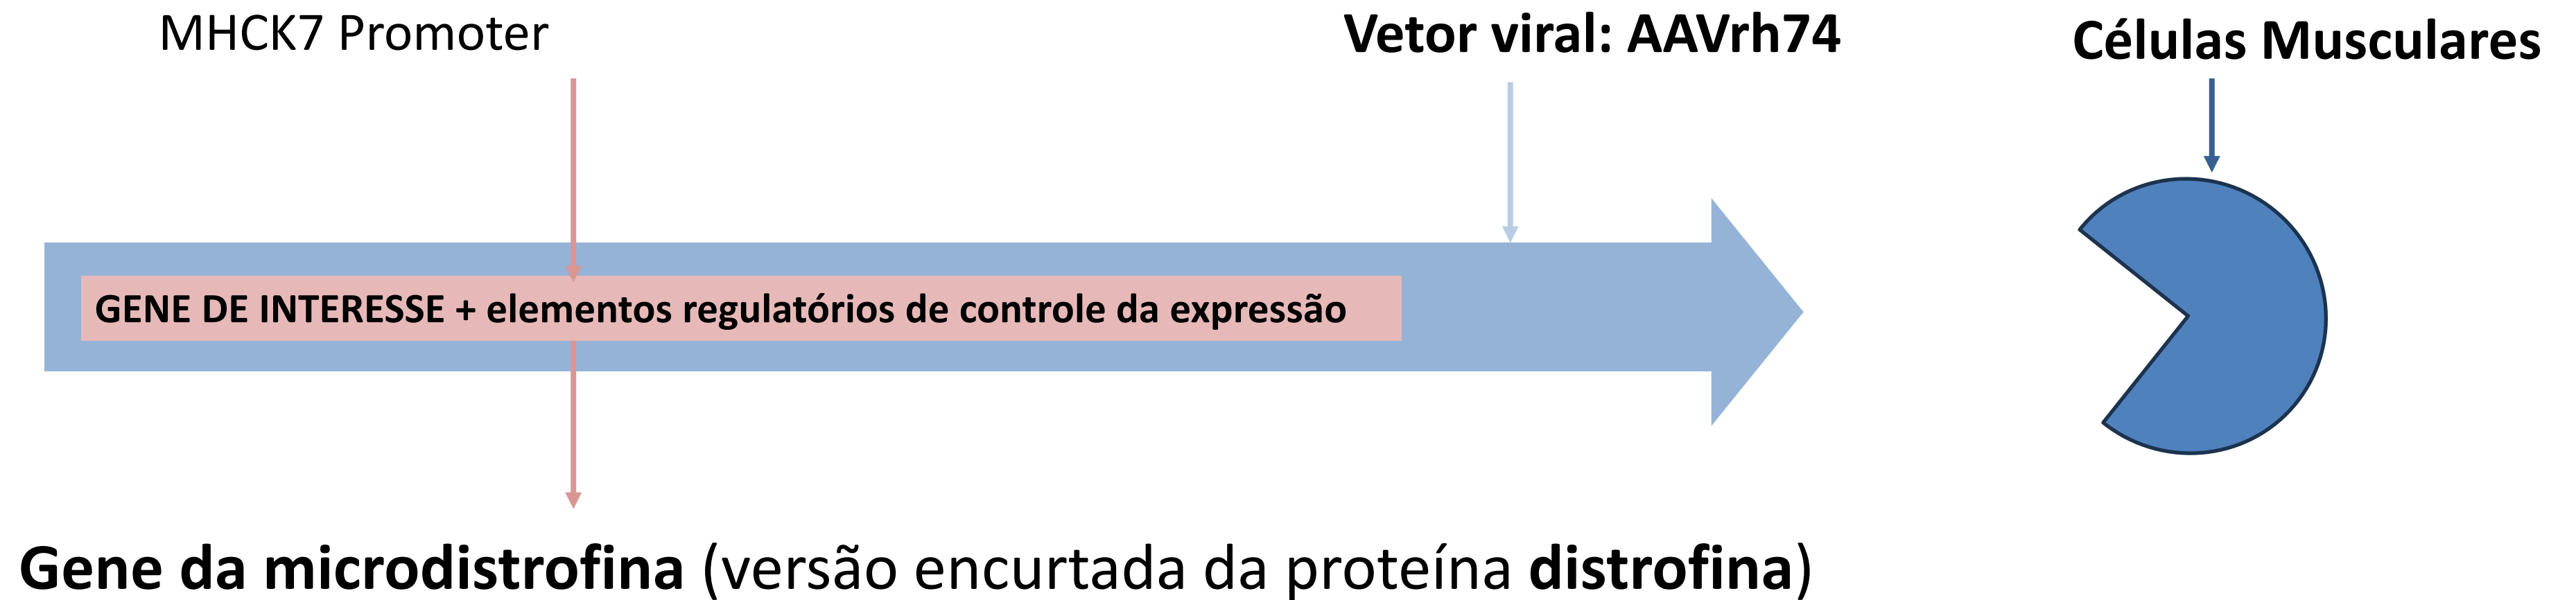 MHCK7 Promoter
Vetor viral: AAVrh74
Células Musculares
GENE DE INTERESSE + elementos regulatórios de controle da expressão
Gene da microdistrofina (versão encurtada da proteína distrofina)